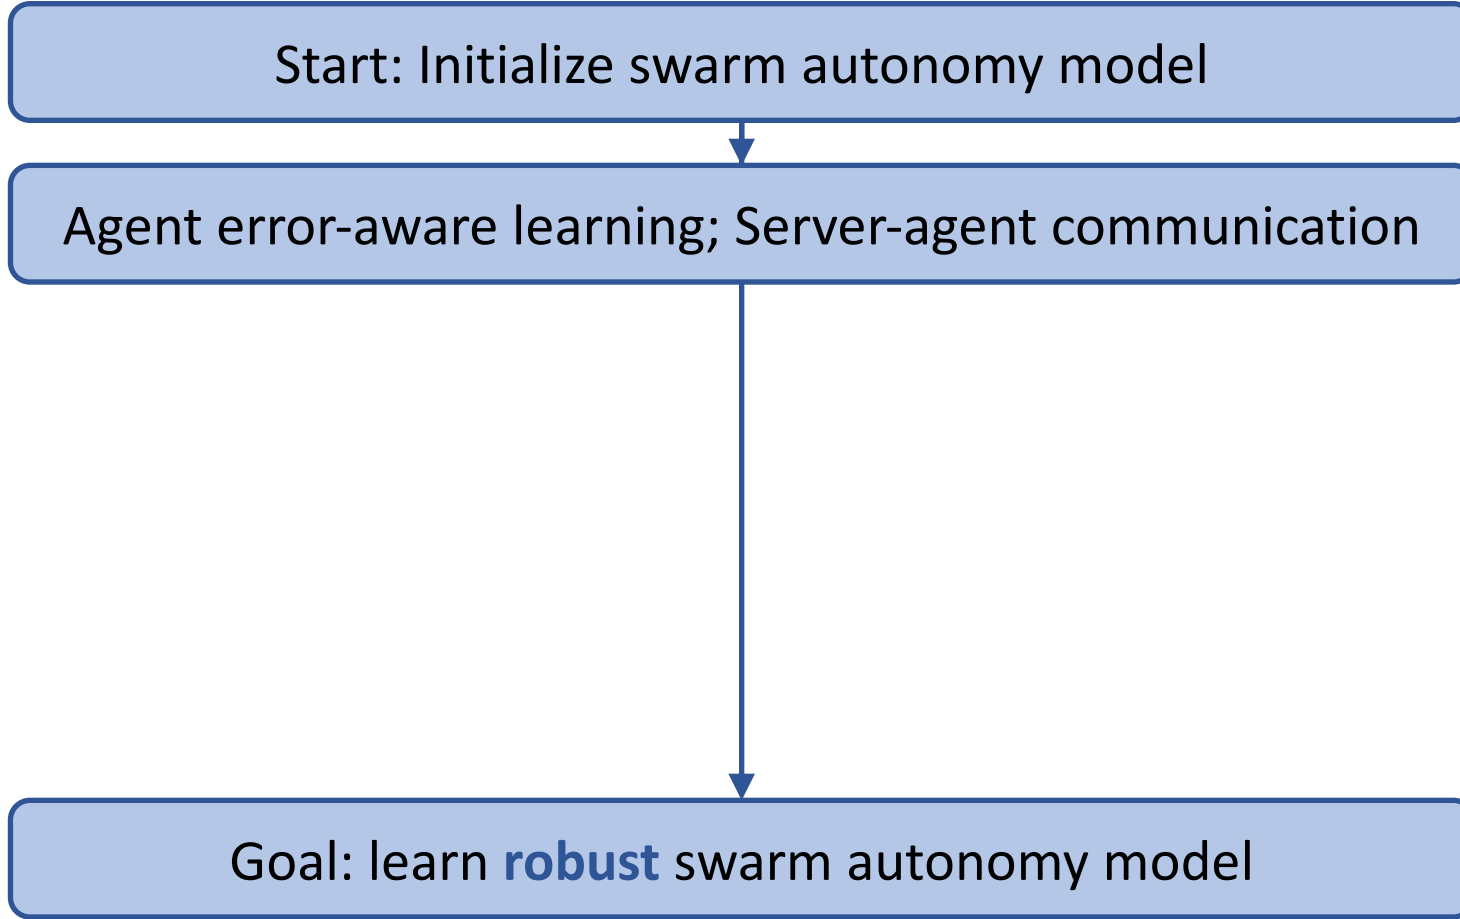 Start: Initialize swarm autonomy model
Agent error-aware learning; Server-agent communication
Goal: learn robust swarm autonomy model